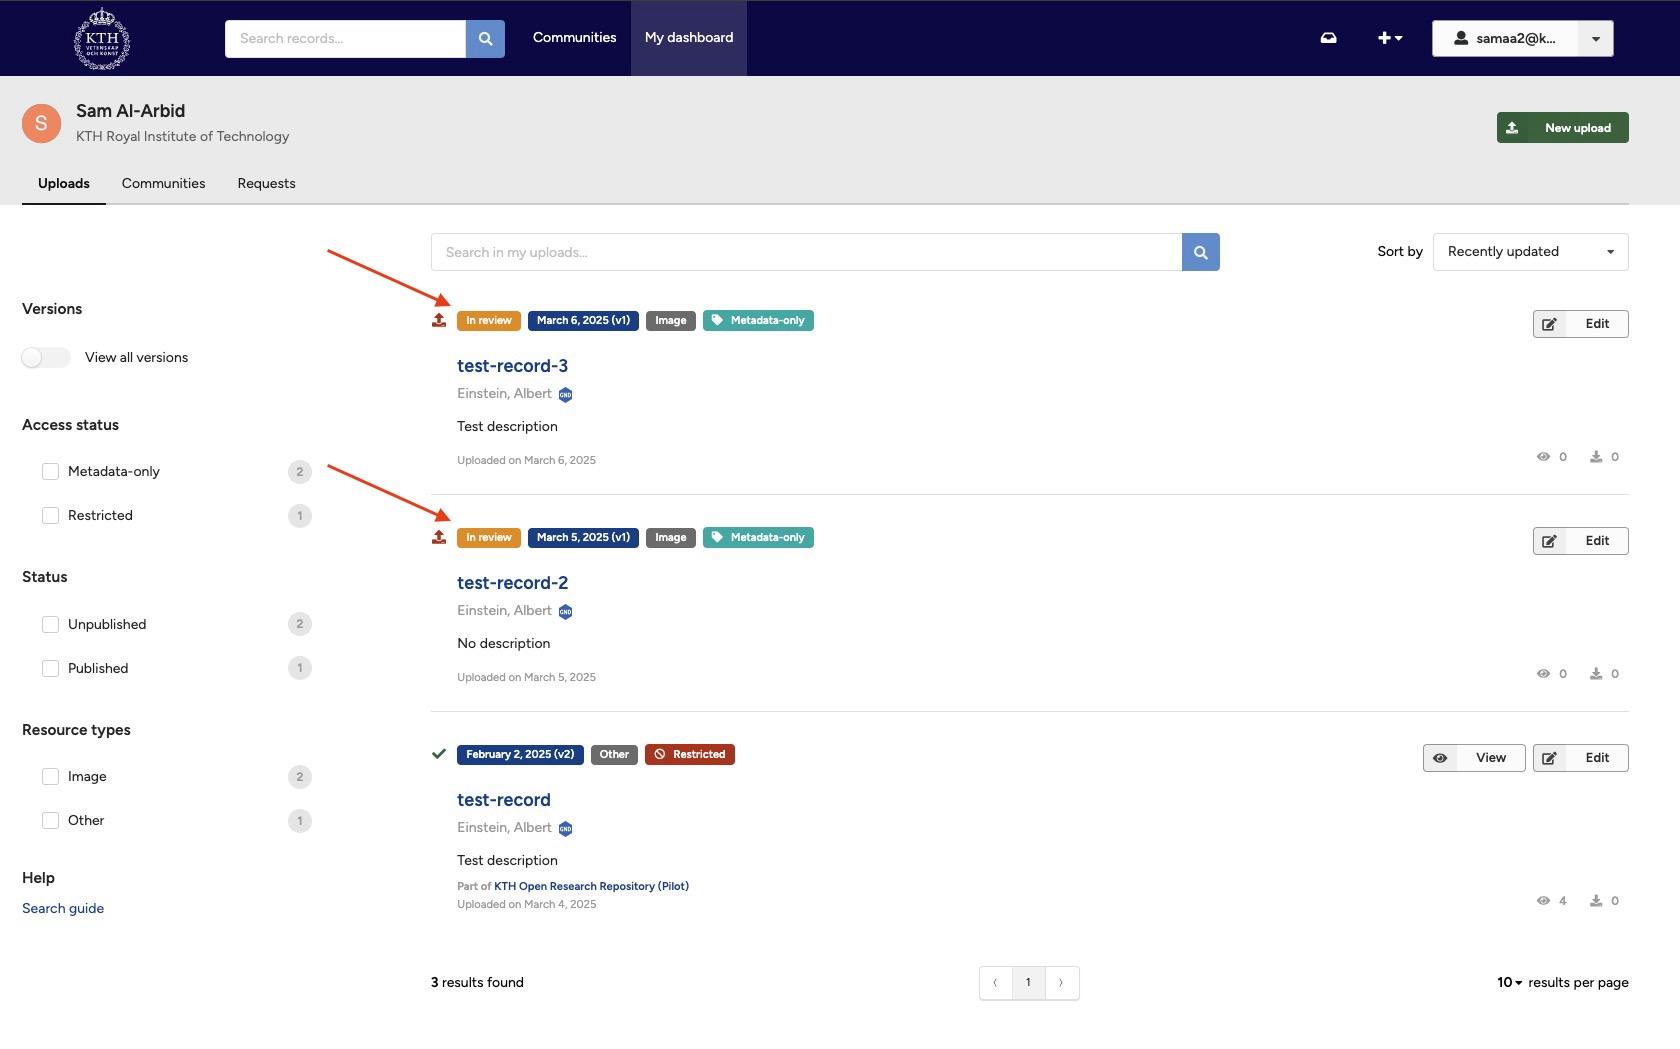 KTH
VETENSKAP
OCH KONST
Search records...
Communities
My dashboard
samaa2@k...
S
Sam Al-Arbid
KTH Royal Institute of Technology
New upload
Uploads
Communities
Requests
Search in my uploads...
Sort by
Recently updated
Versions
View all versions
Access status
Metadata-only 2
Restricted 1
Status
Unpublished 2
Published 1
Resource types
Image 2
Other 1
Help
Search guide
In review March 6, 2025 (v1) Image Metadata-only
Edit
test-record-3
Einstein, Albert GND
Test description
Uploaded on March 6, 2025
0 0
In review March 5, 2025 (v1) Image Metadata-only
Edit
test-record-2
Einstein, Albert GND
No description
Uploaded on March 5, 2025
0 0
February 2, 2025 (v2) Other Restricted
View Edit
test-record
Einstein, Albert GND
Test description
Part of KTH Open Research Repository (Pilot)
Uploaded on March 4, 2025
4 0
3 results found
1
10 results per page